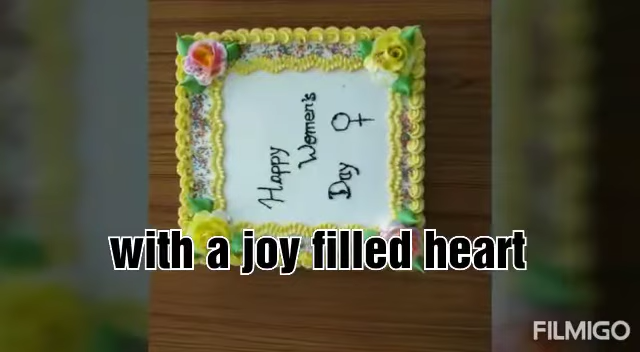 Happy
Women's
Day ♀
with a joy filled heart
FILMIGO